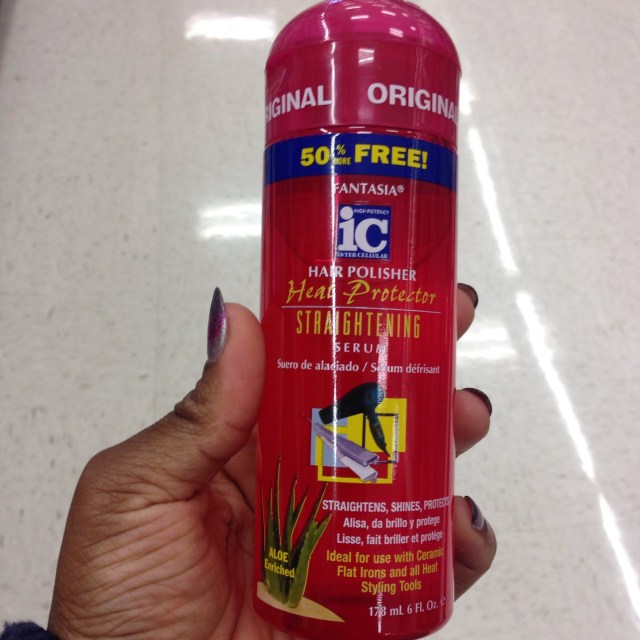 ORIGINAL
50% MORE FREE!
FANTASIA®
HIGH POTENCY
iC
INTER-CELLULAR
HAIR POLISHER
Heat Protector
STRAIGHTENING
SERUM
Suero de alaciado / Sérum défrisant
STRAIGHTENS, SHINES, PROTECTS
Alisa, da brillo y protege
Lisse, fait briller et protége
Ideal for use with Ceramic
Flat Irons and all Heat
Styling Tools
ALOE
Enriched
178 mL 6 Fl. Oz.